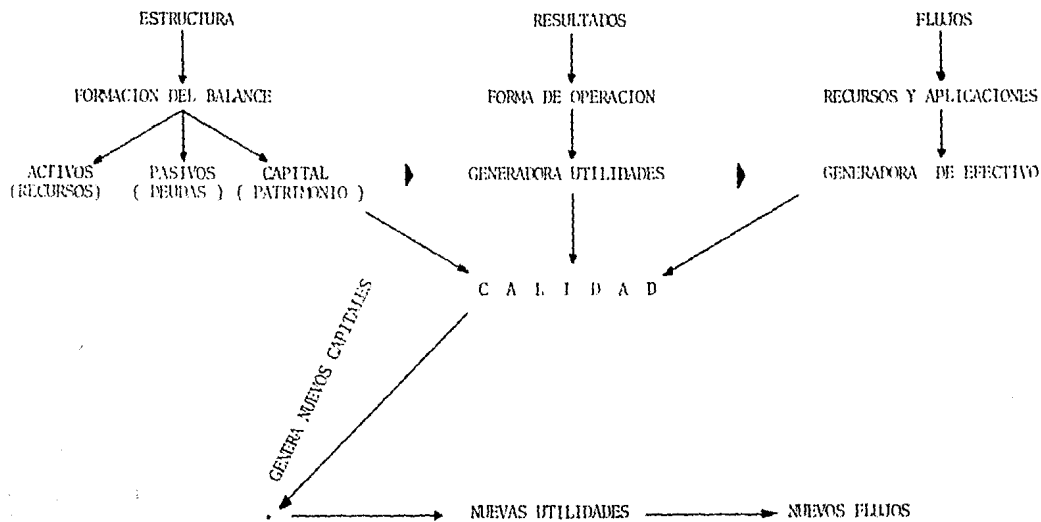 ESTRUCTURA RESULTADOS FLUJOS
FORMACION DEL BALANCE FORMA DE OPERACION RECURSOS Y APLICACIONES
ACTIVOS PASIVOS CAPITAL GENERADORA UTILIDADES GENERADORA DE EFECTIVO
(RECURSOS) ( DEUDAS ) ( PATRIMONIO )
C A L I D A D
GENERA NUEVOS CAPITALES
NUEVAS UTILIDADES NUEVOS FLUJOS